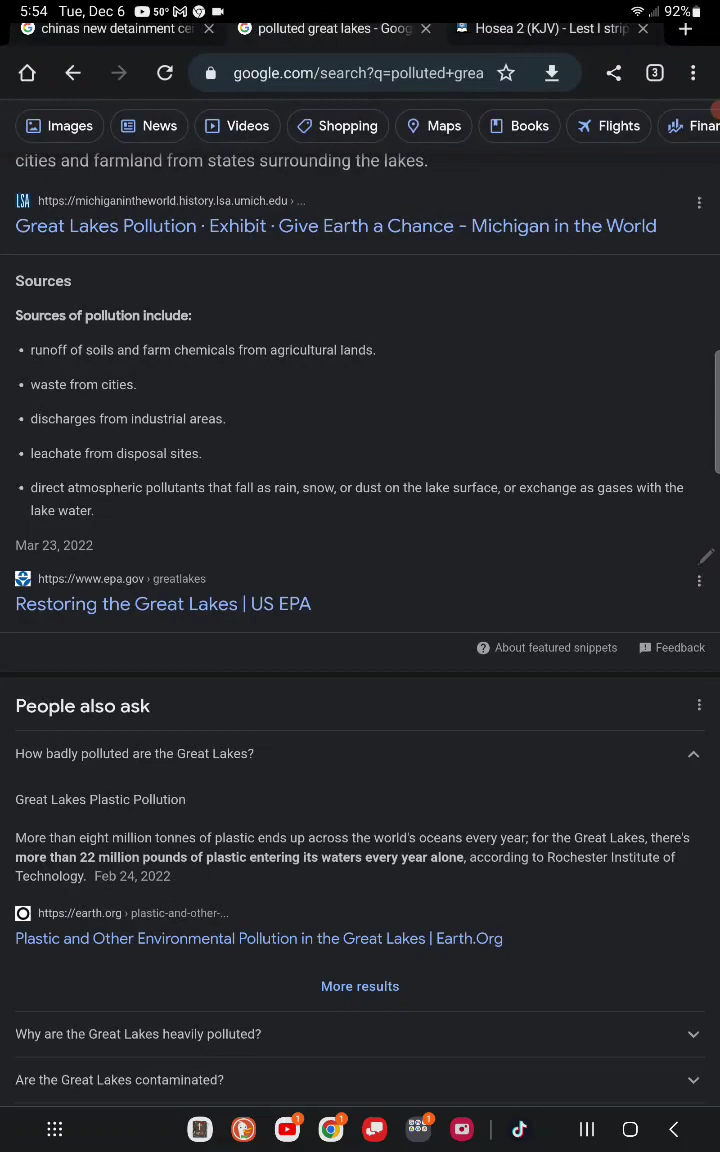 5:54 Tue, Dec 6 50° 92%
chinas new detainment cer polluted great lakes - Goog Hosea 2 (KJV) - Lest I strip
google.com/search?q=polluted+grea 3
Images News Videos Shopping Maps Books Flights Finan
cities and farmland from states surrounding the lakes.
LSA https://michiganintheworld.history.lsa.umich.edu › ...
Great Lakes Pollution · Exhibit · Give Earth a Chance - Michigan in the World
Sources
Sources of pollution include:
• runoff of soils and farm chemicals from agricultural lands.
• waste from cities.
• discharges from industrial areas.
• leachate from disposal sites.
• direct atmospheric pollutants that fall as rain, snow, or dust on the lake surface, or exchange as gases with the
lake water.
Mar 23, 2022
https://www.epa.gov › greatlakes
Restoring the Great Lakes | US EPA
About featured snippets Feedback
People also ask
How badly polluted are the Great Lakes?
Great Lakes Plastic Pollution
More than eight million tonnes of plastic ends up across the world's oceans every year; for the Great Lakes, there's
more than 22 million pounds of plastic entering its waters every year alone, according to Rochester Institute of
Technology. Feb 24, 2022
https://earth.org › plastic-and-other-...
Plastic and Other Environmental Pollution in the Great Lakes | Earth.Org
More results
Why are the Great Lakes heavily polluted?
Are the Great Lakes contaminated?
1 1 1